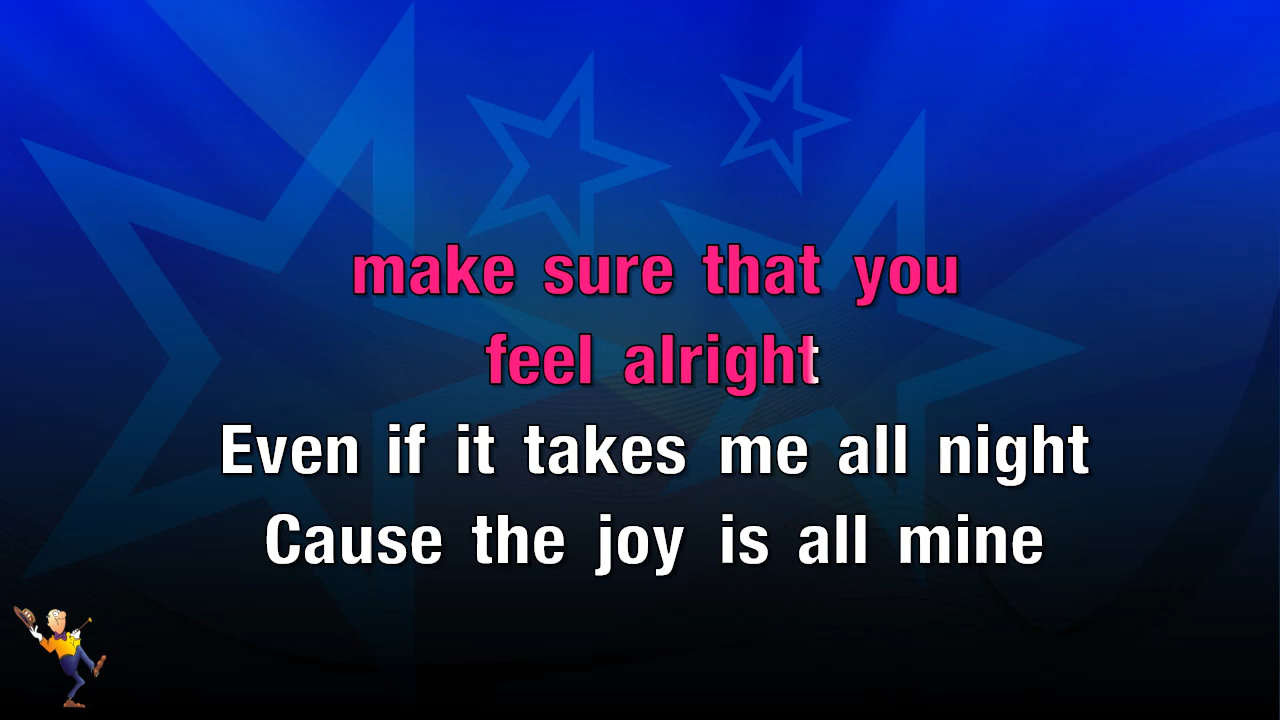 make sure that you
feel alright
Even if it takes me all night
Cause the joy is all mine